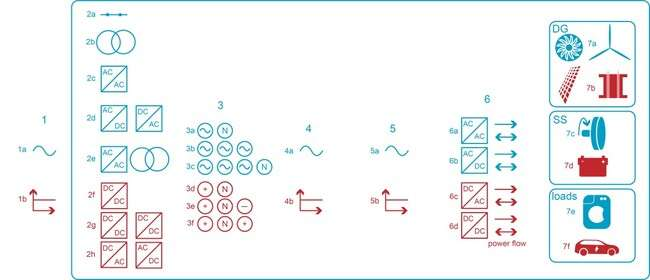 1
1a
1b
2a
2b
2c
AC
AC
2d
AC
DC
DC
AC
2e
AC
AC
2f
DC
DC
2g
DC
DC
DC
DC
2h
DC
AC
AC
DC
3
3a N
3b
3c N
3d + N
3e + N −
3f + +
4
4a
4b
5
5a
5b
6
6a
AC
AC
6b
AC
DC
6c
DC
AC
6d
DC
DC
power flow
DG
7a
7b
SS
7c
7d
loads
7e
7f